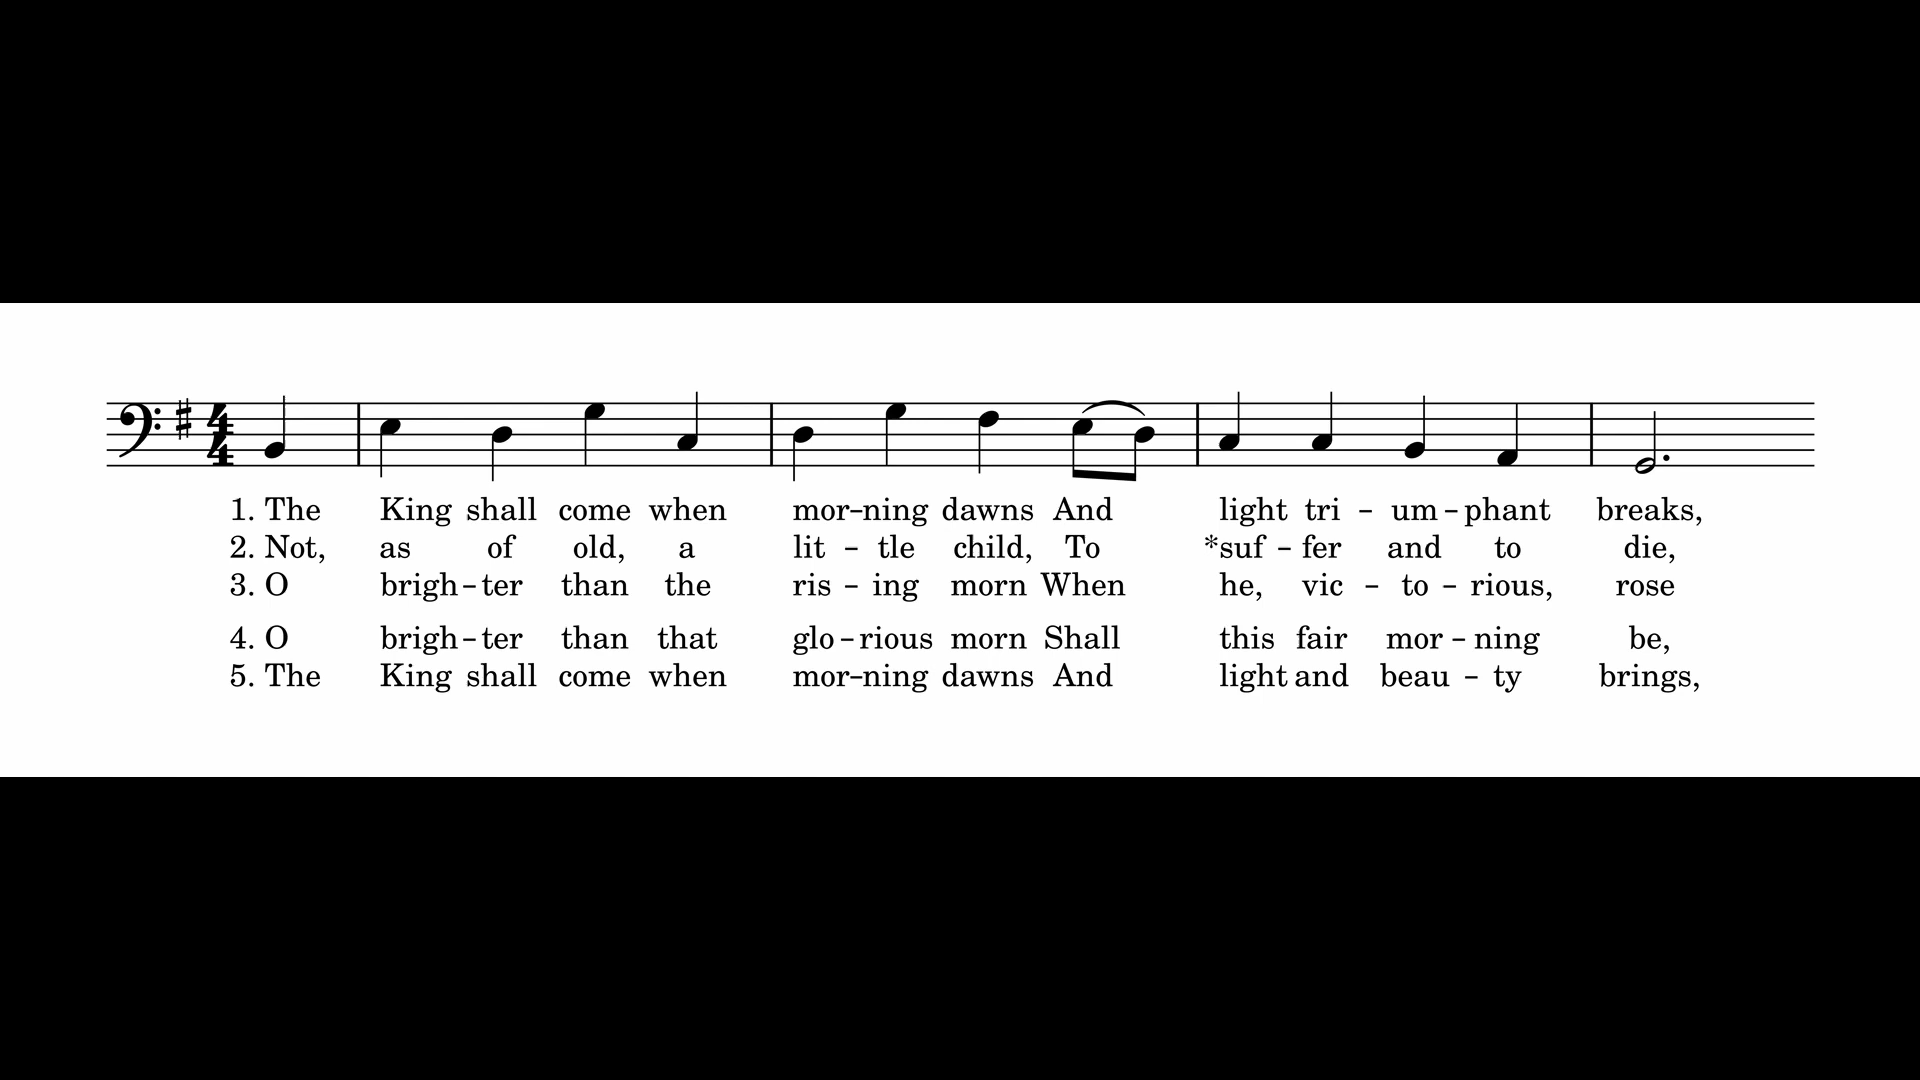 4
4
1. The King shall come when mor-ning dawns And light tri - um-phant breaks,
2. Not, as of old, a lit - tle child, To *suf - fer and to die,
3. O brigh-ter than the ris - ing morn When he, vic - to - rious, rose
4. O brigh-ter than that glo-rious morn Shall this fair mor - ning be,
5. The King shall come when mor-ning dawns And light and beau - ty brings,